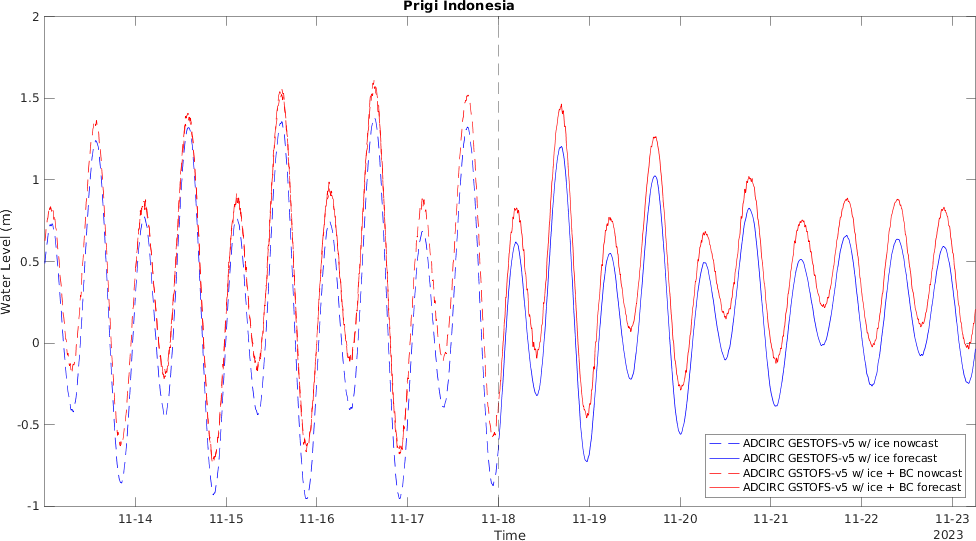 Prigi Indonesia
2
1.5
1
0.5
0
-0.5
-1
Water Level (m)
11-14 11-15 11-16 11-17 11-18 11-19 11-20 11-21 11-22 11-23
2023
Time
ADCIRC GESTOFS-v5 w/ ice nowcast
ADCIRC GESTOFS-v5 w/ ice forecast
ADCIRC GSTOFS-v5 w/ ice + BC nowcast
ADCIRC GSTOFS-v5 w/ ice + BC forecast